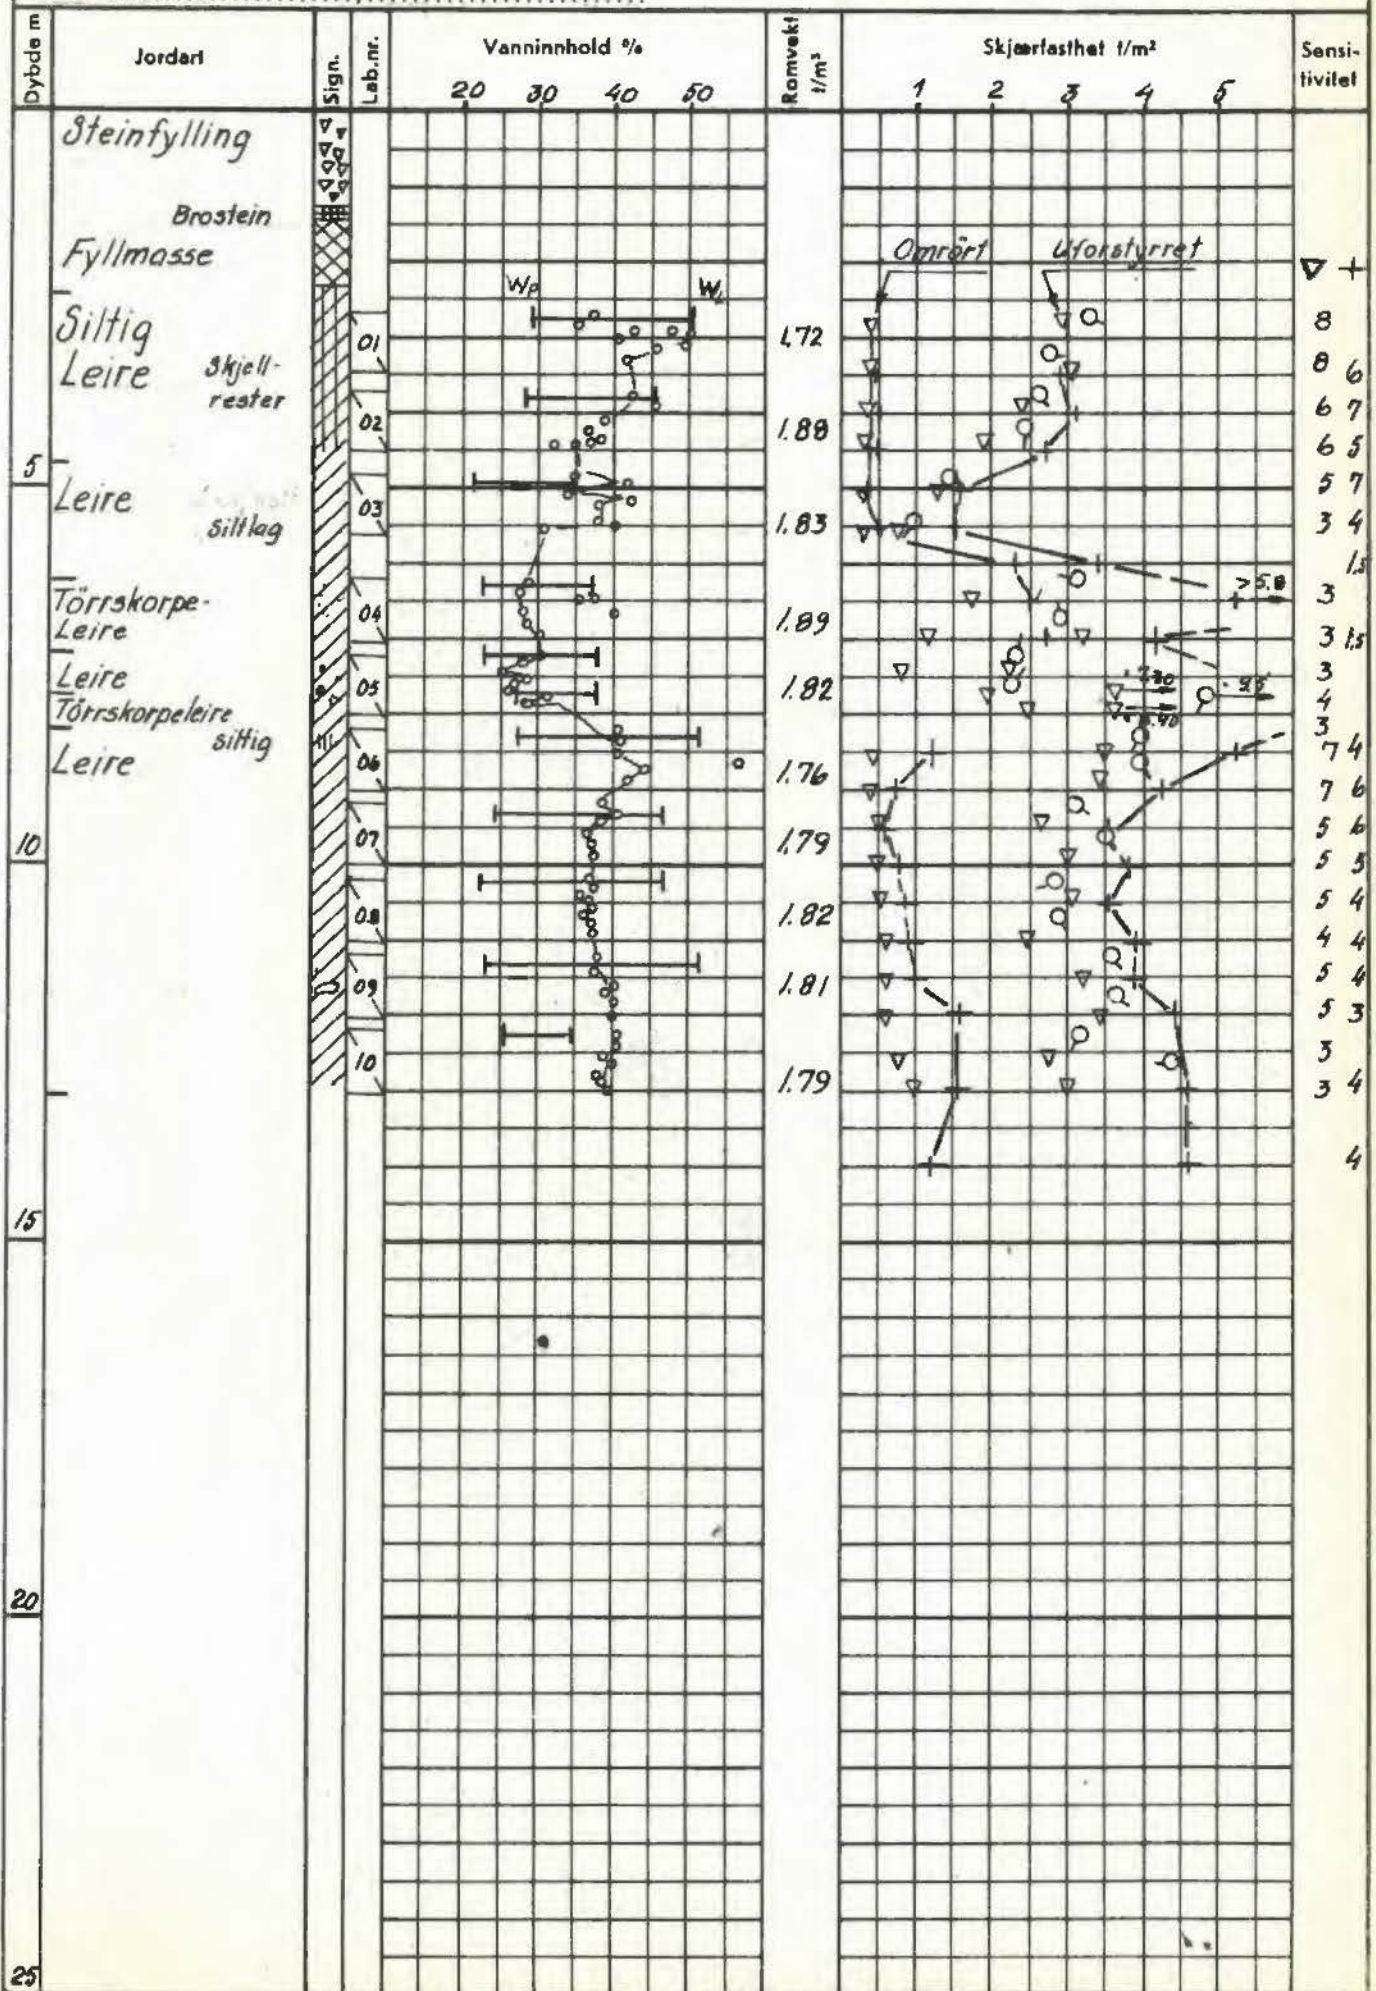 Dybde m
Jordart
Sign.
Lab.nr.
Vanninnhold %
20 30 40 50
Romvekt t/m³
Skjærfasthet t/m²
1 2 3 4 5
Sensi-
tivitet
Steinfylling
Brostein
Fyllmasse
Omrört Uforstyrret
▽ +
Wp WL
Siltig
Leire
Skjell-
rester
01
1.72
8
8 6
02
1.88
6 7
6 5
5
Leire
Siltlag
03
1.83
5 7
3 4
1.5
Törrskorpe-
Leire
04
1.89
> 5.8
3
3 1.5
Leire
05
1.82
3
4
Törrskorpeleire
siltig
3
Leire
06
1.76
7 4
7 6
10
07
1.79
5 6
5 5
08
1.82
5 4
4 4
09
1.81
5 4
5 3
10
1.79
3
3 4
4
15
20
25